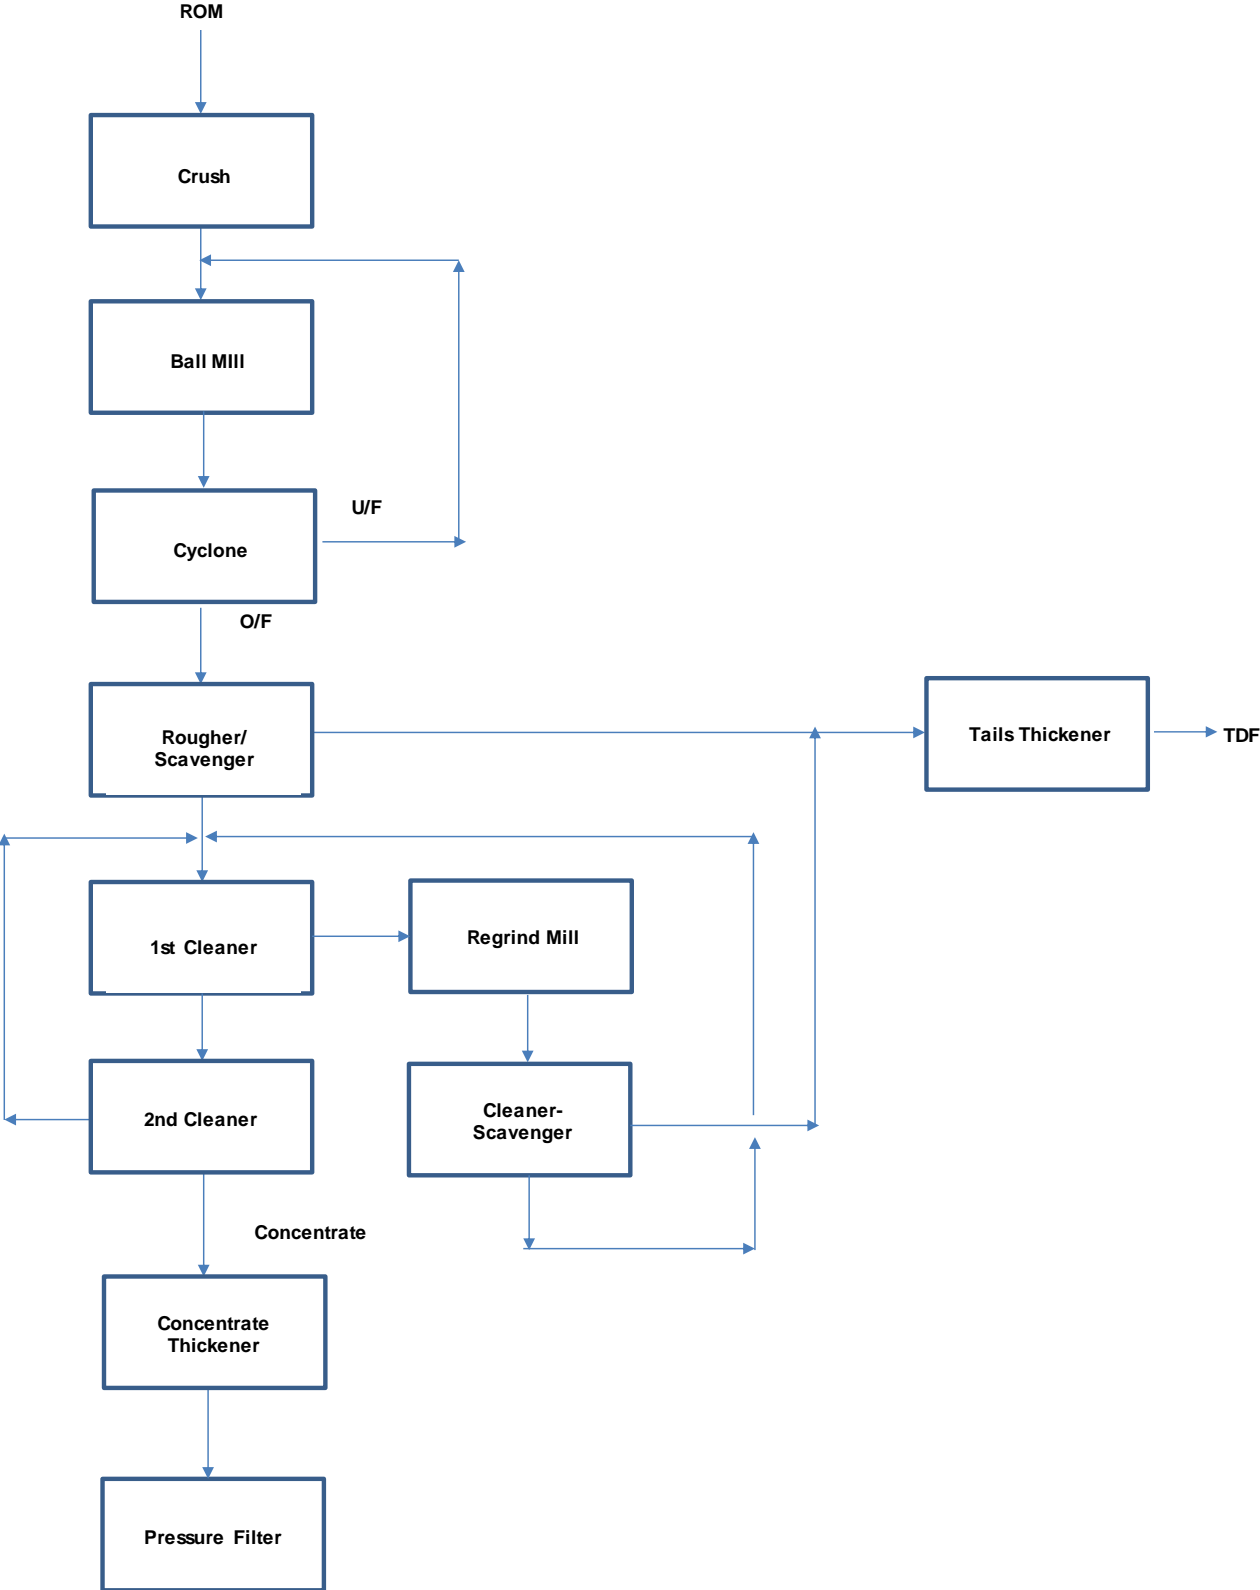 ROM
Crush
Ball MIll
Cyclone
U/F
O/F
Rougher/
Scavenger
Tails Thickener
TDF
1st Cleaner
Regrind Mill
2nd Cleaner
Cleaner-
Scavenger
Concentrate
Concentrate
Thickener
Pressure Filter